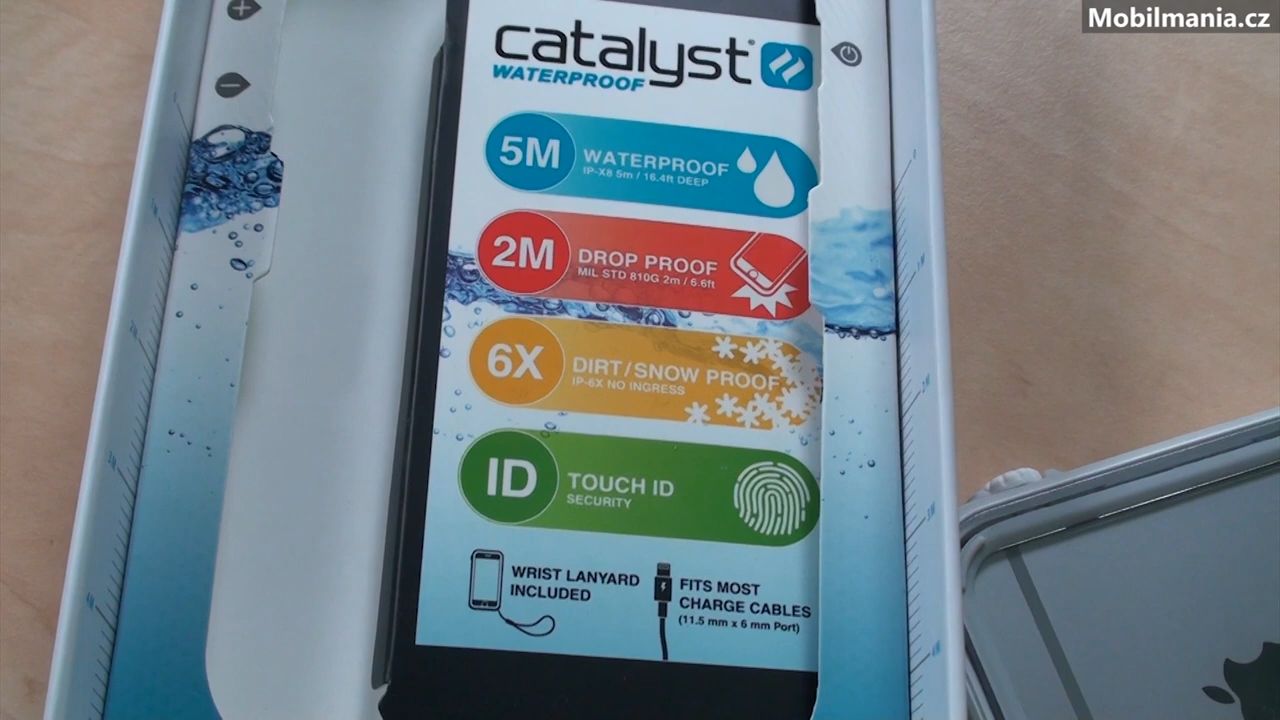 Mobilmania.cz
catalyst®
WATERPROOF
5M
WATERPROOF
IP-X8 5m / 16.4ft DEEP
2M
DROP PROOF
MIL STD 810G 2m / 6.6ft
6X
DIRT/SNOW PROOF
IP-6X NO INGRESS
ID
TOUCH ID
SECURITY
WRIST LANYARD
INCLUDED
FITS MOST
CHARGE CABLES
(11.5 mm x 6 mm Port)